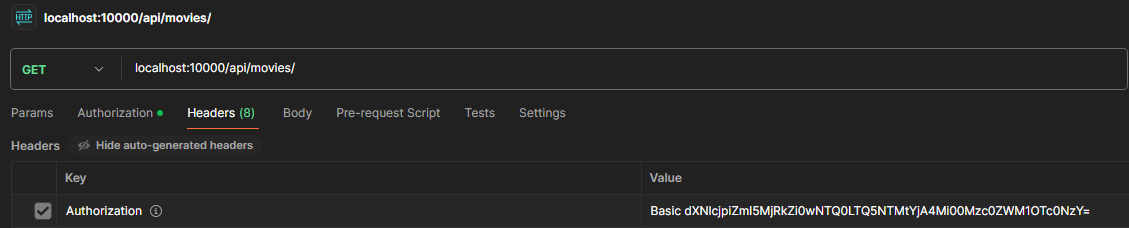 HTTP localhost:10000/api/movies/
GET localhost:10000/api/movies/
Params Authorization Headers (8) Body Pre-request Script Tests Settings
Headers Hide auto-generated headers
Key Value
Authorization Basic dXNlcjpiZmI5MjRkZi0wNTQ0LTQ5NTMtYjA4Mi00Mzc0ZWM1OTc0NzY=